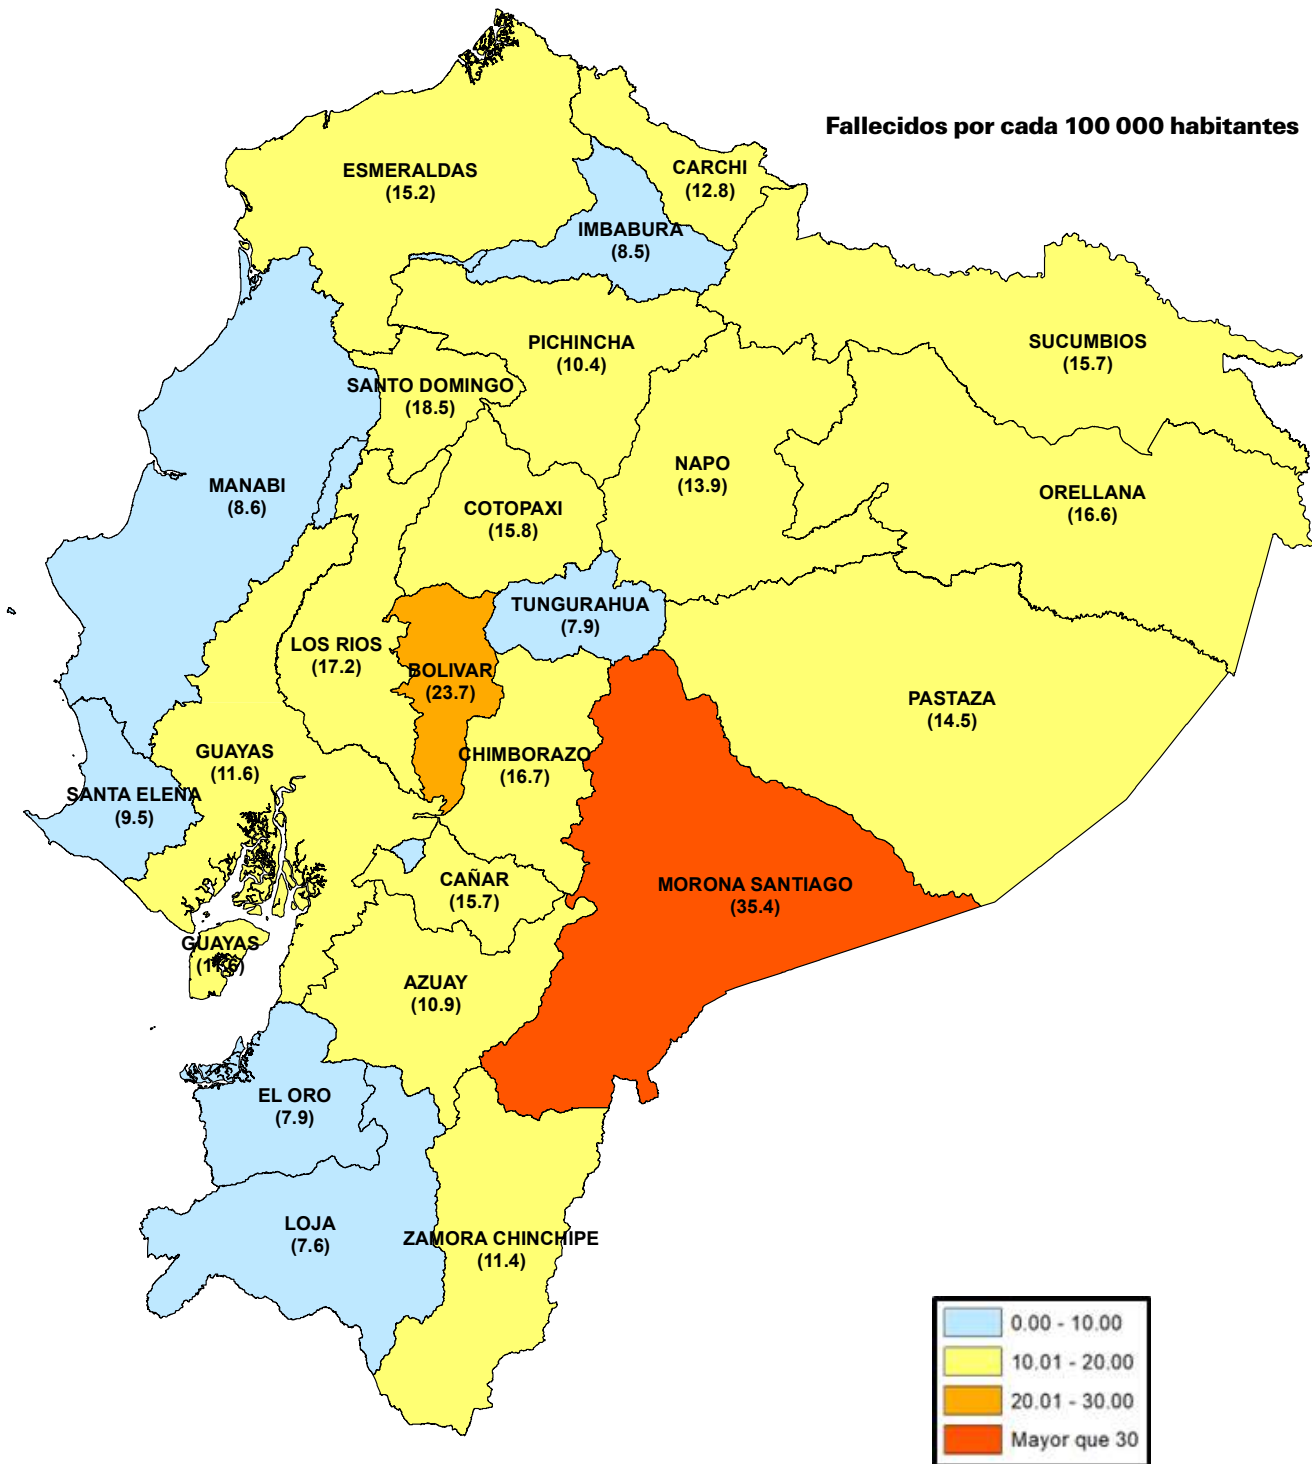 Fallecidos por cada 100 000 habitantes
ESMERALDAS
(15.2)
CARCHI
(12.8)
IMBABURA
(8.5)
PICHINCHA
(10.4)
SUCUMBIOS
(15.7)
SANTO DOMINGO
(18.5)
NAPO
(13.9)
MANABI
(8.6)
ORELLANA
(16.6)
COTOPAXI
(15.8)
TUNGURAHUA
(7.9)
LOS RIOS
(17.2)
BOLIVAR
(23.7)
PASTAZA
(14.5)
GUAYAS
(11.6)
CHIMBORAZO
(16.7)
SANTA ELENA
(9.5)
CAÑAR
(15.7)
MORONA SANTIAGO
(35.4)
GUAYAS
(11.6)
AZUAY
(10.9)
EL ORO
(7.9)
LOJA
(7.6)
ZAMORA CHINCHIPE
(11.4)
0.00 - 10.00
10.01 - 20.00
20.01 - 30.00
Mayor que 30